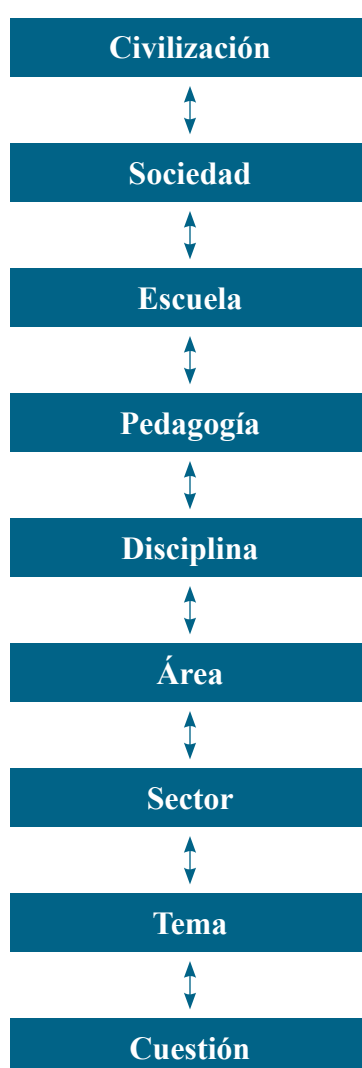 Civilización
Sociedad
Escuela
Pedagogía
Disciplina
Área
Sector
Tema
Cuestión